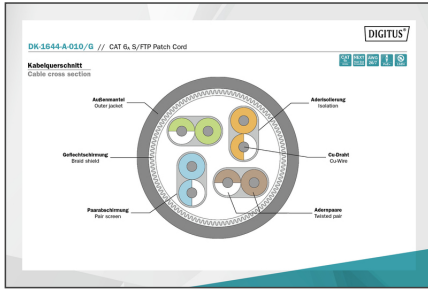 DIGITUS®
DK-1644-A-010/G // CAT 6A S/FTP Patch Cord
Kabelquerschnitt
Cable cross section
Außenmantel
Outer jacket
Aderisolierung
Isolation
Geflechtschirmung
Braid shield
Cu-Draht
Cu-Wire
Paarabschirmung
Pair screen
Adernpaare
Twisted pair